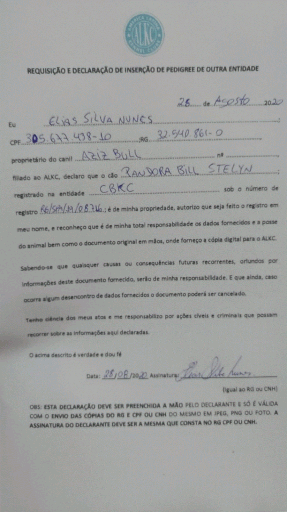 ALKC
REQUISIÇÃO E DECLARAÇÃO DE INSERÇÃO DE PEDIGREE DE OUTRA ENTIDADE
28 de Agosto 2020
Eu ELIAS SILVA NUNES
CPF 305.677.498-10 RG 32.540.861-0
proprietário do canil AZIZ BULL nº
filiado ao ALKC, declaro que o cão PANDORA BILL STELYN
registrado na entidade CBKC sob o número de
registro é de minha propriedade, autorizo que seja feito o registro em
meu nome, e reconheço que é de minha total responsabilidade os dados fornecidos e a posse
do animal bem como o documento original em mãos, onde forneço a cópia digital para o ALKC.
Sabendo-se que quaisquer causas ou consequências futuras recorrentes, oriundos por
informações deste documento fornecido, serão de minha responsabilidade. E que ainda, caso
ocorra algum desencontro de dados fornecidos o documento poderá ser cancelado.
Tenho ciência dos meus atos e me responsabilizo por ações cíveis e criminais que possam
recorrer sobre as informações aqui declaradas.
O acima descrito é verdade e dou fé
Data: 28/08/2020 Assinatura:
(igual ao RG ou CNH)
OBS: ESTA DECLARAÇÃO DEVE SER PREENCHIDA A MÃO PELO DECLARANTE E SÓ É VÁLIDA
COM O ENVIO DAS CÓPIAS DO RG E CPF OU CNH DO MESMO EM JPEG, PNG OU FOTO. A
ASSINATURA DO DECLARANTE DEVE SER A MESMA QUE CONSTA NO RG CPF OU CNH.